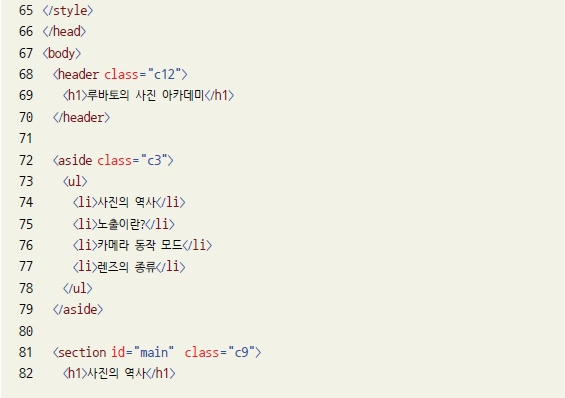 65 </style>
66 </head>
67 <body>
68 <header class="c12">
69 <h1>루바토의 사진 아카데미</h1>
70 </header>
71
72 <aside class="c3">
73 <ul>
74 <li>사진의 역사</li>
75 <li>노출이란?</li>
76 <li>카메라 동작 모드</li>
77 <li>렌즈의 종류</li>
78 </ul>
79 </aside>
80
81 <section id="main" class="c9">
82 <h1>사진의 역사</h1>